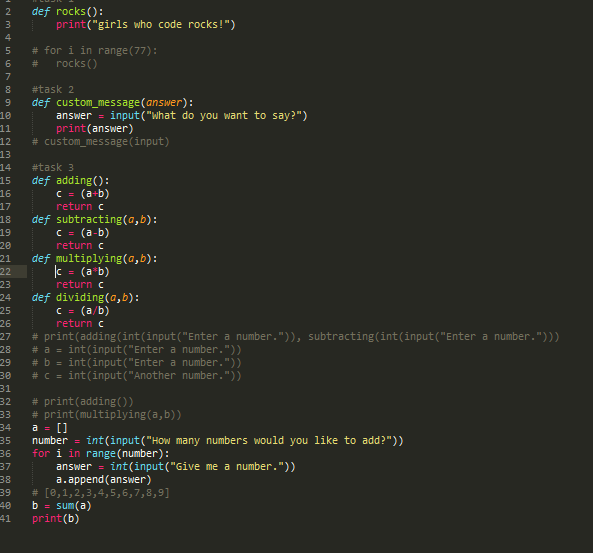 #task 1
2 def rocks():
3 print("girls who code rocks!")
4
5 # for i in range(77):
6 # rocks()
7
8 #task 2
9 def custom_message(answer):
10 answer = input("What do you want to say?")
11 print(answer)
12 # custom_message(input)
13
14 #task 3
15 def adding():
16 c = (a+b)
17 return c
18 def subtracting(a,b):
19 c = (a-b)
20 return c
21 def multiplying(a,b):
22 c = (a*b)
23 return c
24 def dividing(a,b):
25 c = (a/b)
26 return c
27 # print(adding(int(input("Enter a number.")), subtracting(int(input("Enter a number.")))
28 # a = int(input("Enter a number."))
29 # b = int(input("Enter a number."))
30 # c = int(input("Another number."))
31
32 # print(adding())
33 # print(multiplying(a,b))
34 a = []
35 number = int(input("How many numbers would you like to add?"))
36 for i in range(number):
37 answer = int(input("Give me a number."))
38 a.append(answer)
39 # [0,1,2,3,4,5,6,7,8,9]
40 b = sum(a)
41 print(b)